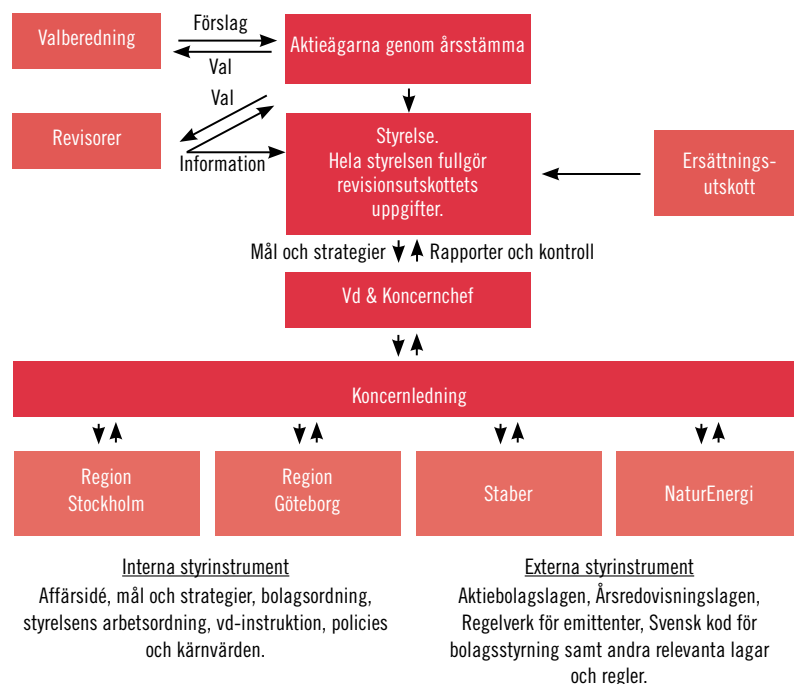 Valberedning
Förslag
Val
Aktieägarna genom årsstämma
Val
Revisorer
Information
Styrelse.
Hela styrelsen fullgör
revisionsutskottets
uppgifter.
Ersättnings-
utskott
Mål och strategier
Rapporter och kontroll
Vd & Koncernchef
Koncernledning
Region
Stockholm
Region
Göteborg
Staber
NaturEnergi
Interna styrinstrument
Affärsidé, mål och strategier, bolagsordning,
styrelsens arbetsordning, vd-instruktion, policies
och kärnvärden.
Externa styrinstrument
Aktiebolagslagen, Årsredovisningslagen,
Regelverk för emittenter, Svensk kod för
bolagsstyrning samt andra relevanta lagar
och regler.